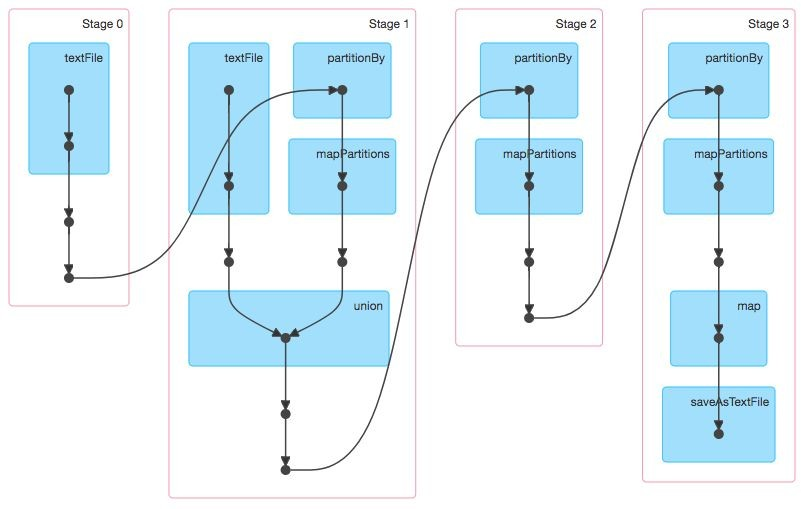 Stage 0
textFile
Stage 1
textFile
partitionBy
mapPartitions
union
Stage 2
partitionBy
mapPartitions
Stage 3
partitionBy
mapPartitions
map
saveAsTextFile